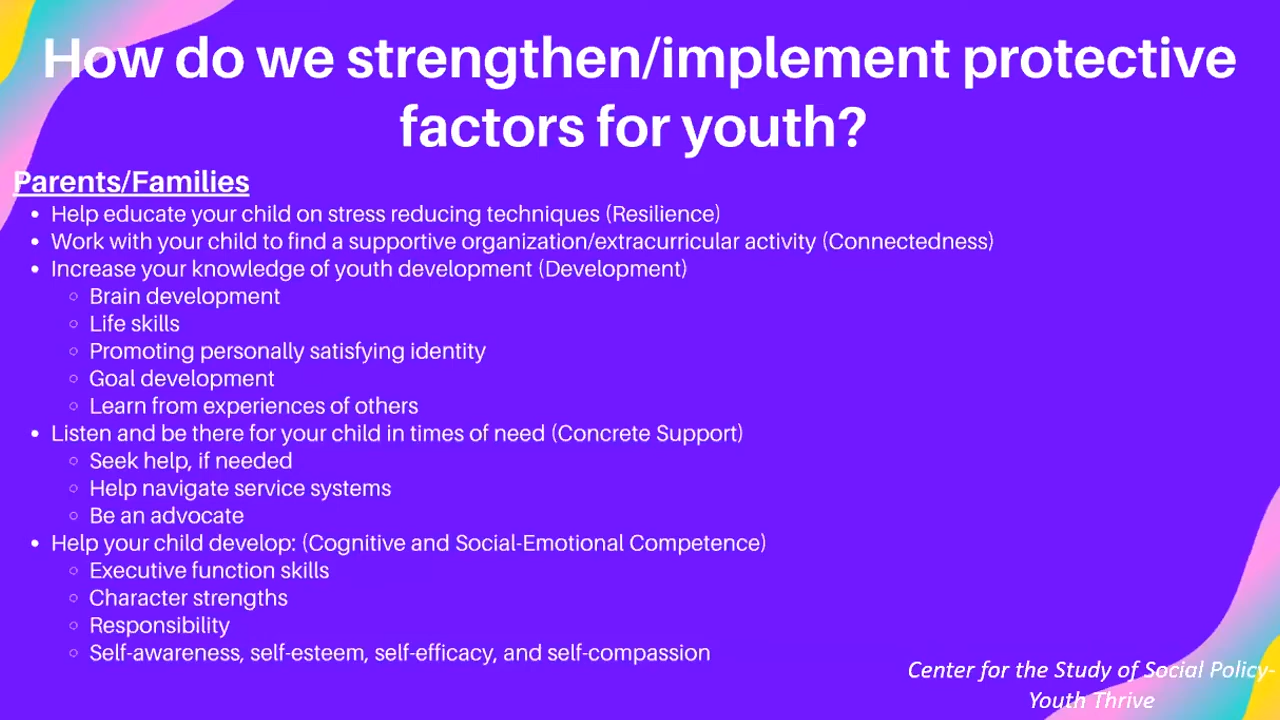 How do we strengthen/implement protective
factors for youth?
Parents/Families
• Help educate your child on stress reducing techniques (Resilience)
• Work with your child to find a supportive organization/extracurricular activity (Connectedness)
• Increase your knowledge of youth development (Development)
○ Brain development
○ Life skills
○ Promoting personally satisfying identity
○ Goal development
○ Learn from experiences of others
• Listen and be there for your child in times of need (Concrete Support)
○ Seek help, if needed
○ Help navigate service systems
○ Be an advocate
• Help your child develop: (Cognitive and Social-Emotional Competence)
○ Executive function skills
○ Character strengths
○ Responsibility
○ Self-awareness, self-esteem, self-efficacy, and self-compassion
Center for the Study of Social Policy-
Youth Thrive